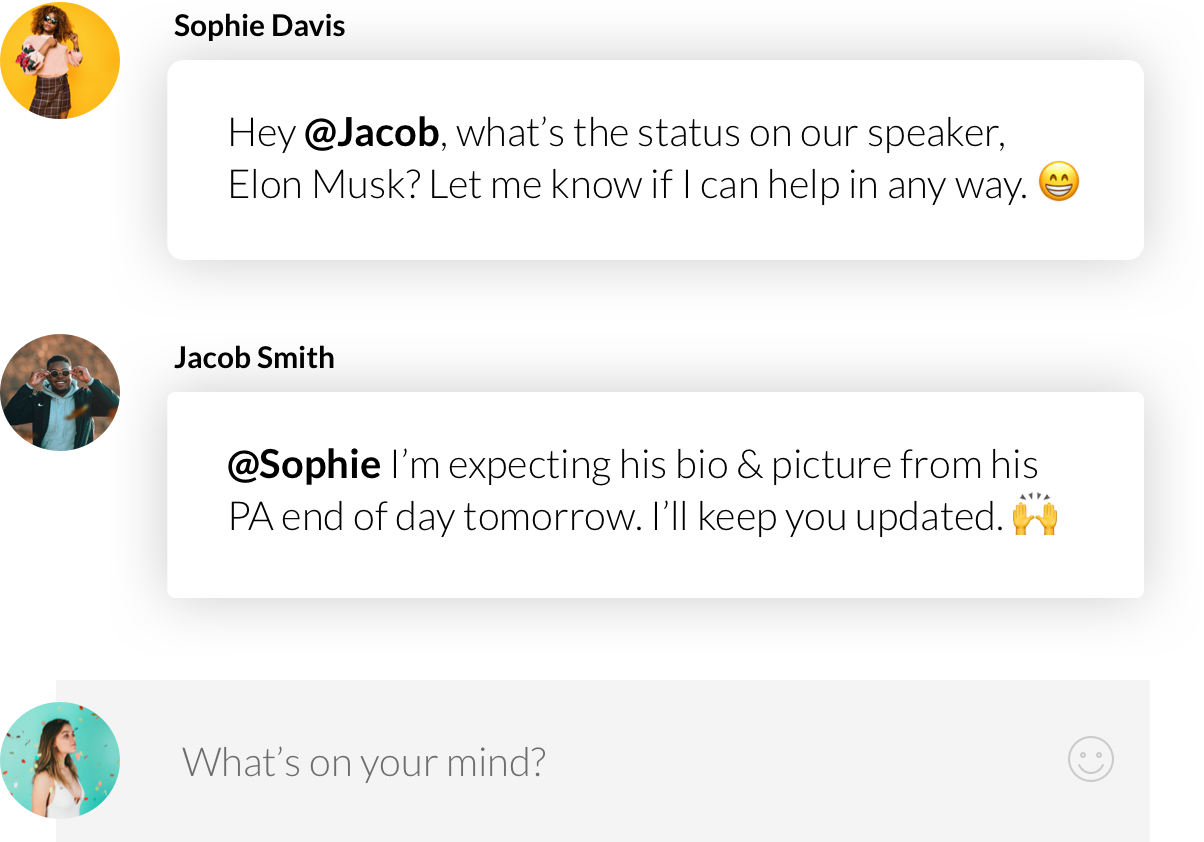 Sophie Davis
Hey @Jacob, what’s the status on our speaker,
Elon Musk? Let me know if I can help in any way. 😁
Jacob Smith
@Sophie I’m expecting his bio & picture from his
PA end of day tomorrow. I’ll keep you updated. 🙌
What’s on your mind?